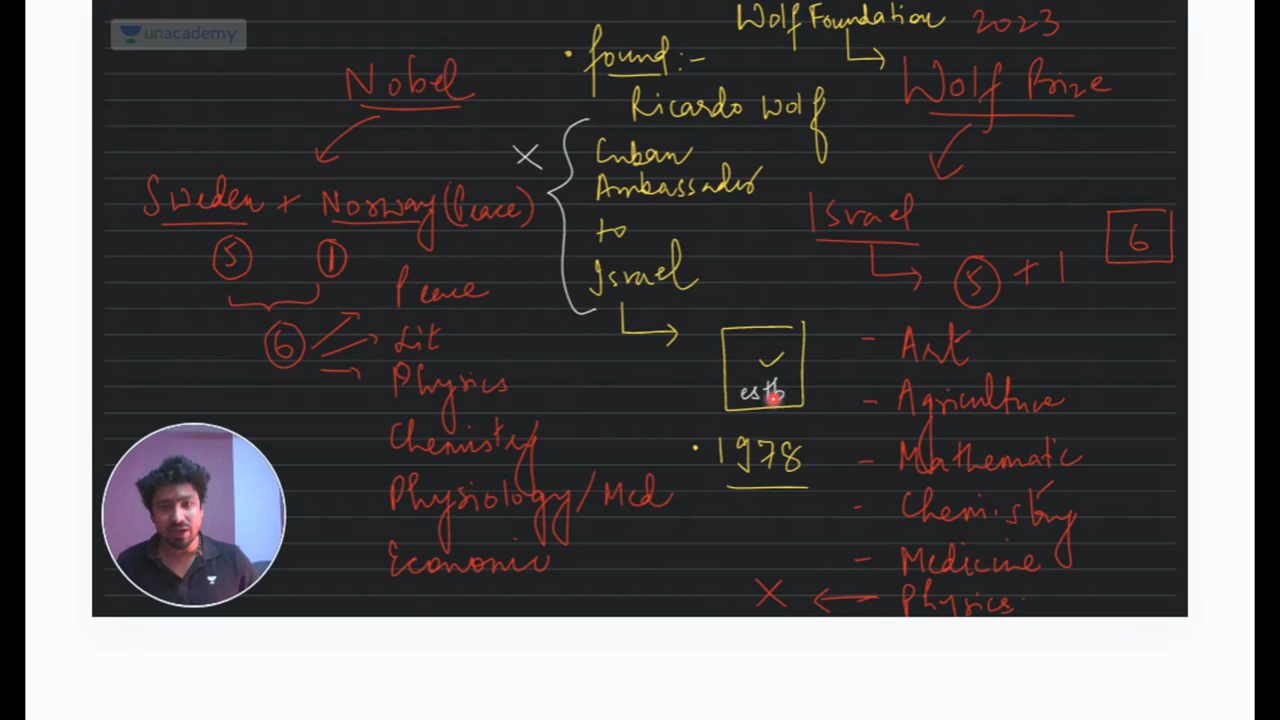 unacademy
Wolf Foundation 2023
• found :-
Nobel
Wolf Prize
Ricardo Wolf
Cuban
Ambassador
to
Israel
Sweden + Norway (Peace)
Israel
6
5 1
5 + 1
Peace
6
Lit
Physics
Chemistry
Physiology/Med
Economic
estb
• 1978
- Art
- Agriculture
- Mathematic
- Chemistry
- Medicine
Physics